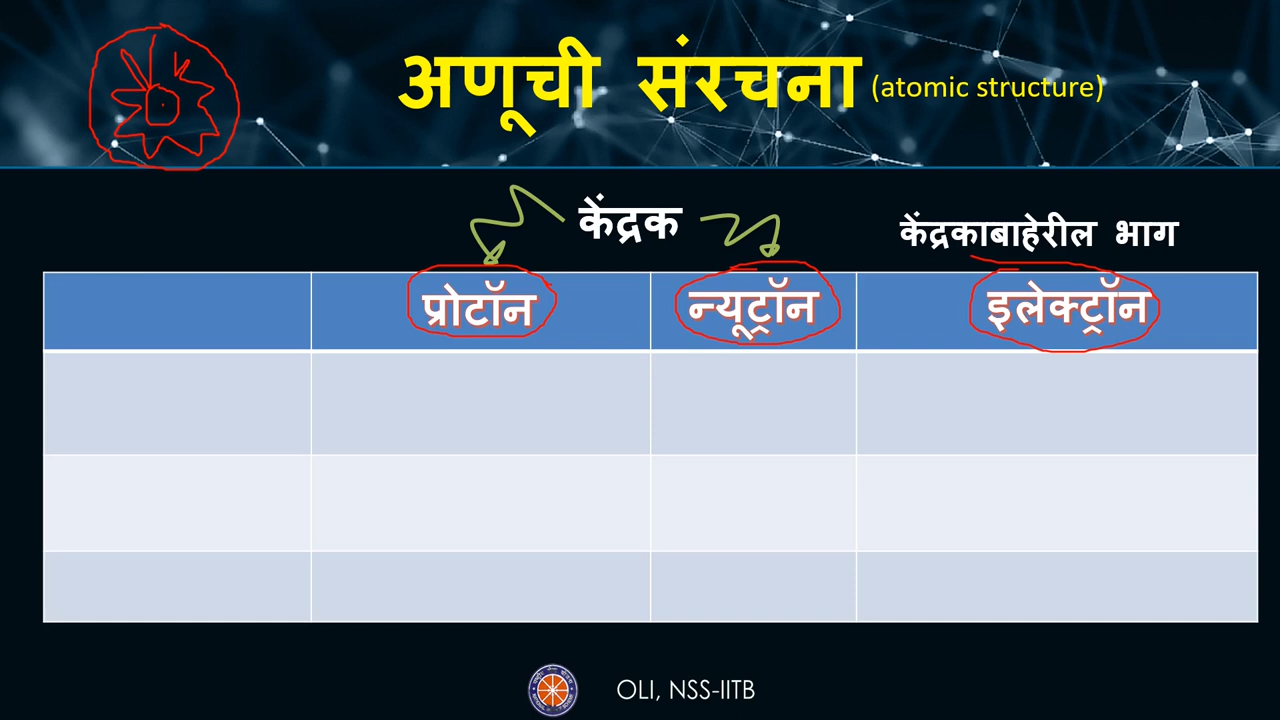 अणूची संरचना (atomic structure)
केंद्रक
केंद्रकाबाहेरील भाग
प्रोटॉन न्यूट्रॉन इलेक्ट्रॉन
OLI, NSS-IITB